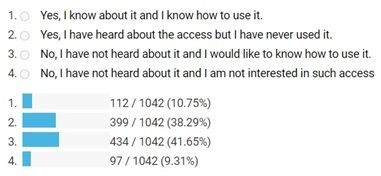 1. Yes, I know about it and I know how to use it.
2. Yes, I have heard about the access but I have never used it.
3. No, I have not heard about it and I would like to know how to use it.
4. No, I have not heard about it and I am not interested in such access
1. 112 / 1042 (10.75%)
2. 399 / 1042 (38.29%)
3. 434 / 1042 (41.65%)
4. 97 / 1042 (9.31%)